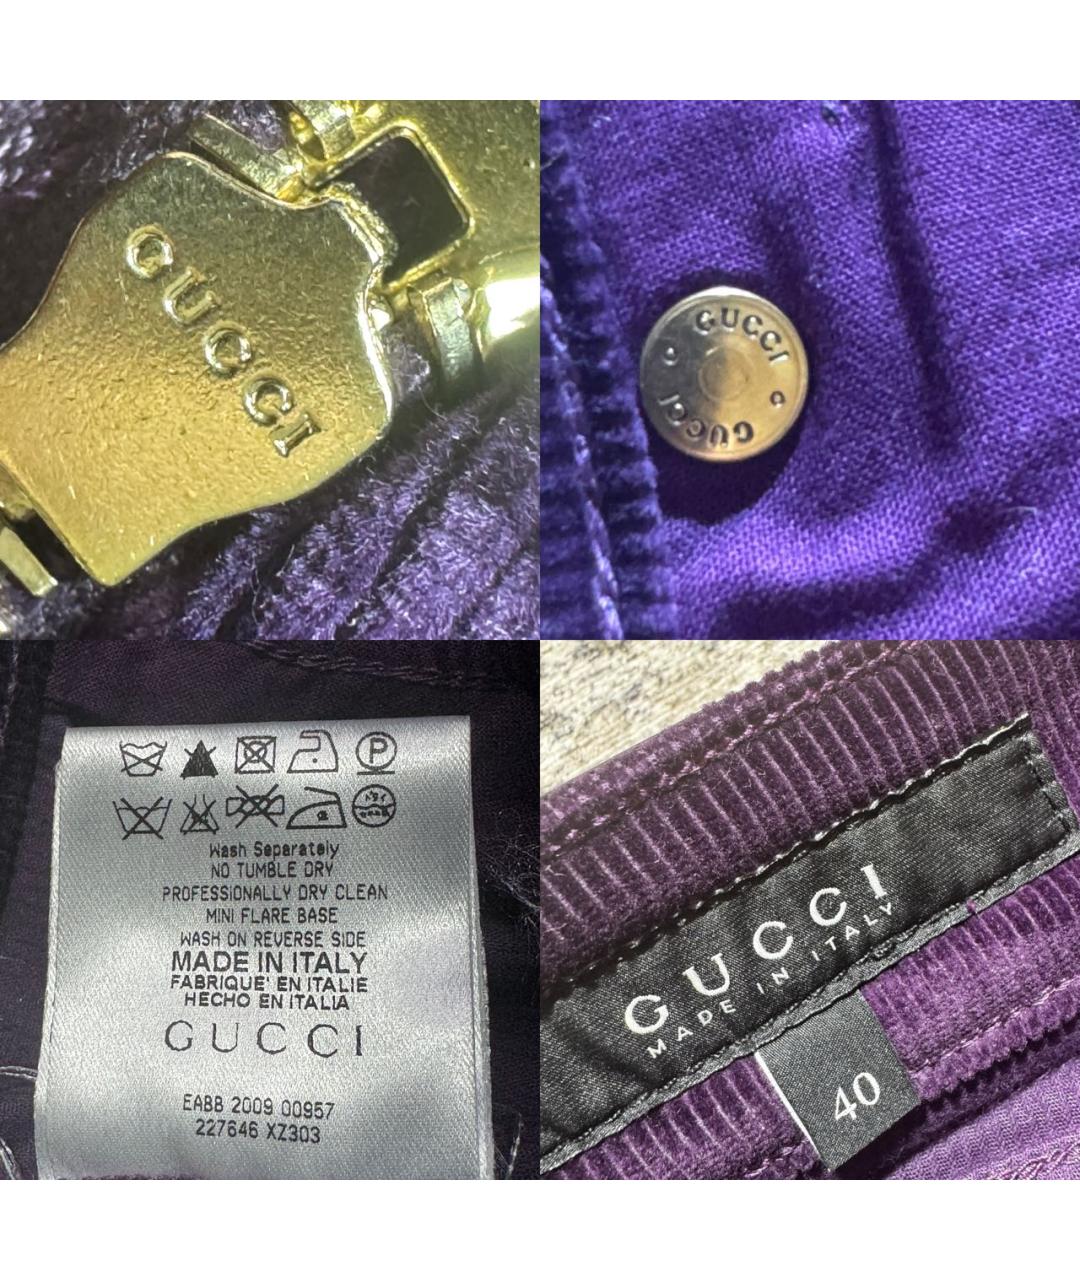 GUCCI
GUCCI
GUCCI
GUCCI
P
Wash Separately
NO TUMBLE DRY
PROFESSIONALLY DRY CLEAN
MINI FLARE BASE
WASH ON REVERSE SIDE
MADE IN ITALY
FABRIQUE' EN ITALIE
HECHO EN ITALIA
GUCCI
EABB 2009 00957
227646 XZ303
GUCCI
MADE IN ITALY
40